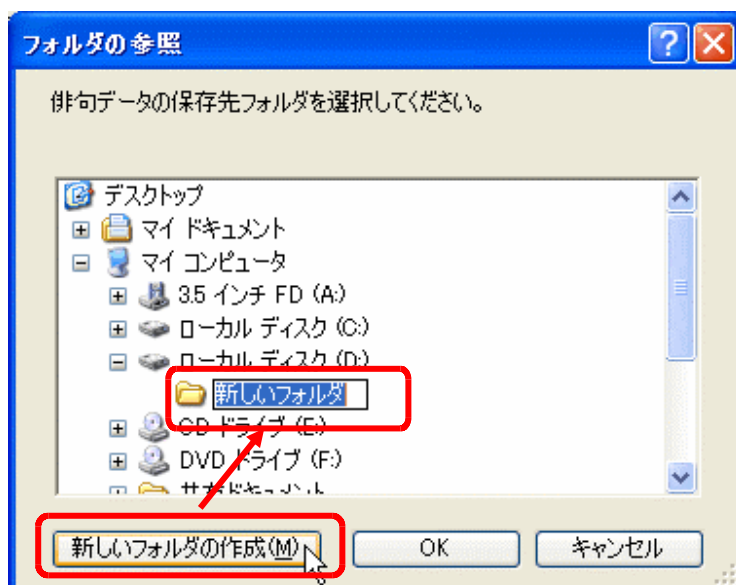 フォルダの参照
俳句データの保存先フォルダを選択してください。
デスクトップ
マイ ドキュメント
マイ コンピュータ
3.5 インチ FD (A:)
ローカル ディスク (C:)
ローカル ディスク (D:)
新しいフォルダ
CD ドライブ (E:)
DVD ドライブ (F:)
新しいフォルダの作成(M) OK キャンセル